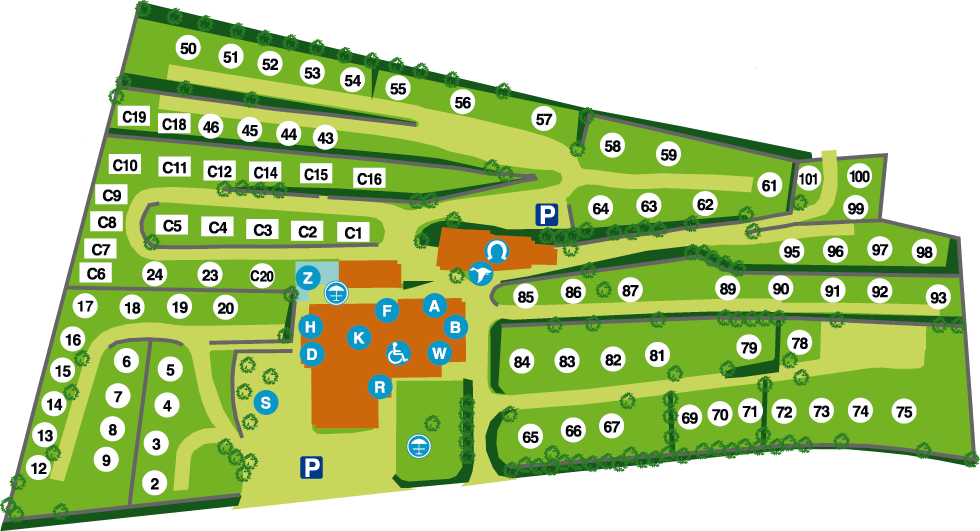 50 51 52 53 54 55 56 57
C19 C18 46 45 44 43
58 59
C10 C11 C12 C14 C15 C16
61 101 100
C9
64 63 62 P 99
C8 C5 C4 C3 C2 C1
C7
95 96 97 98
C6 24 23 C20 Z
85 86 87 89 90 91 92 93
17 18 19 20 F A
H K B
16 D W
84 83 82 81 79 78
15 6 5
R
14 7 4 S
69 70 71 72 73 74 75
13 8 3
65 66 67
12 9 P
2